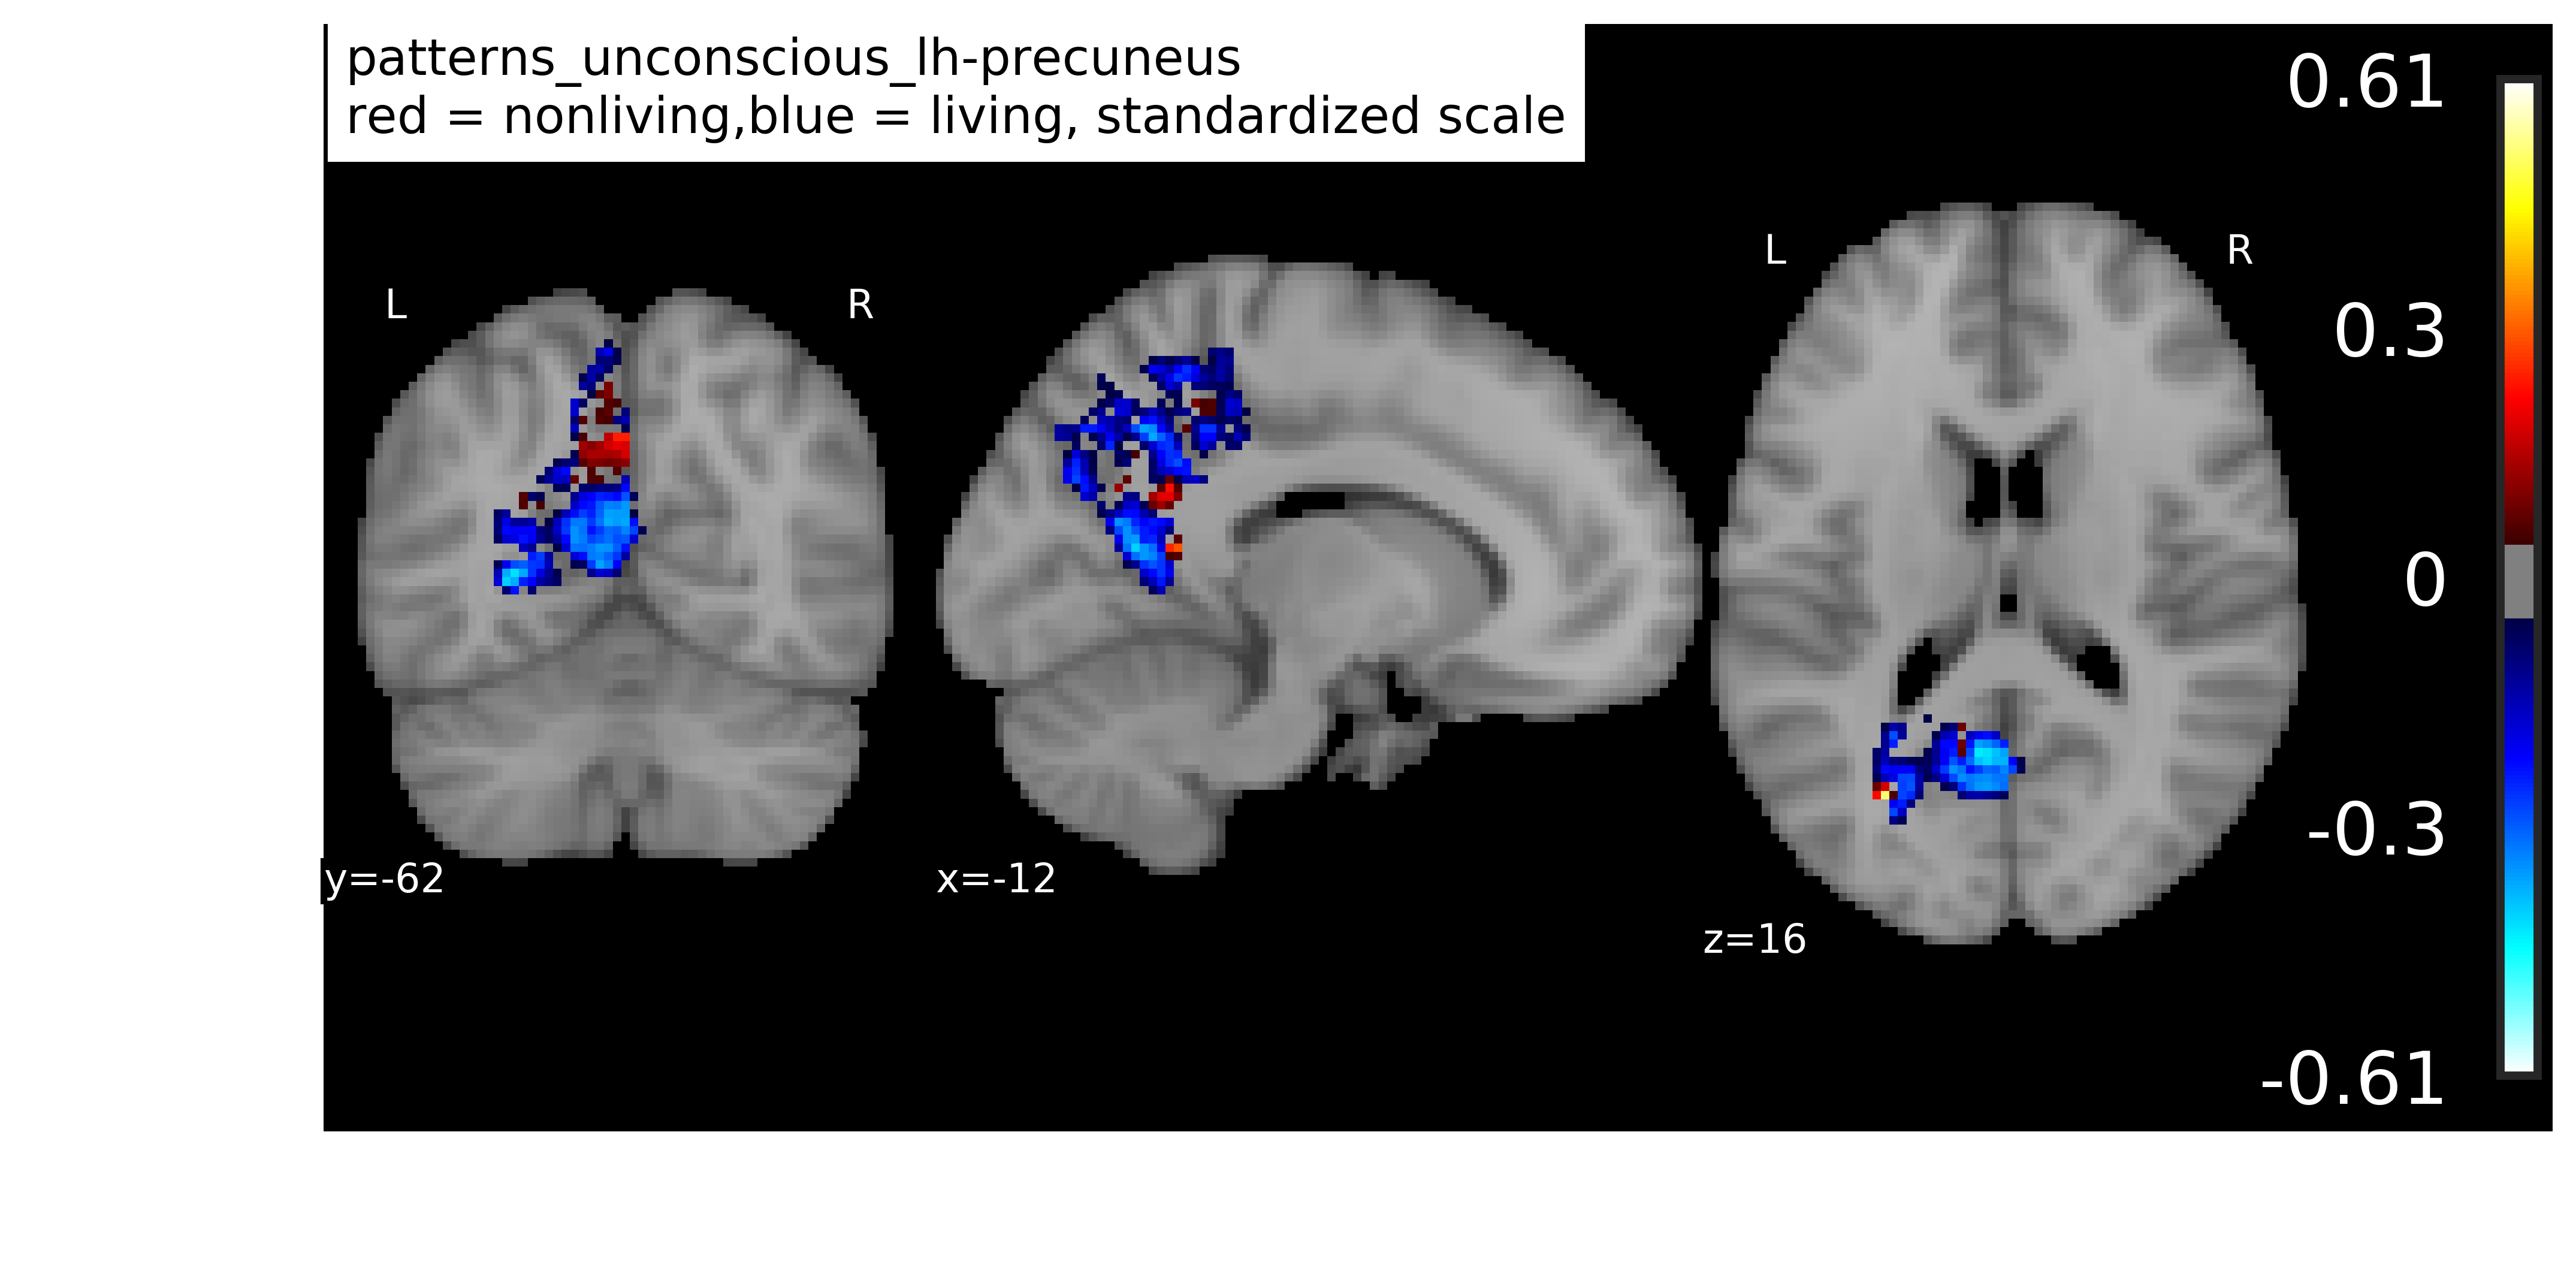 patterns_unconscious_lh-precuneus
red = nonliving,blue = living, standardized scale
L
R
L
R
y=-62
x=-12
z=16
0.61
0.3
0
-0.3
-0.61